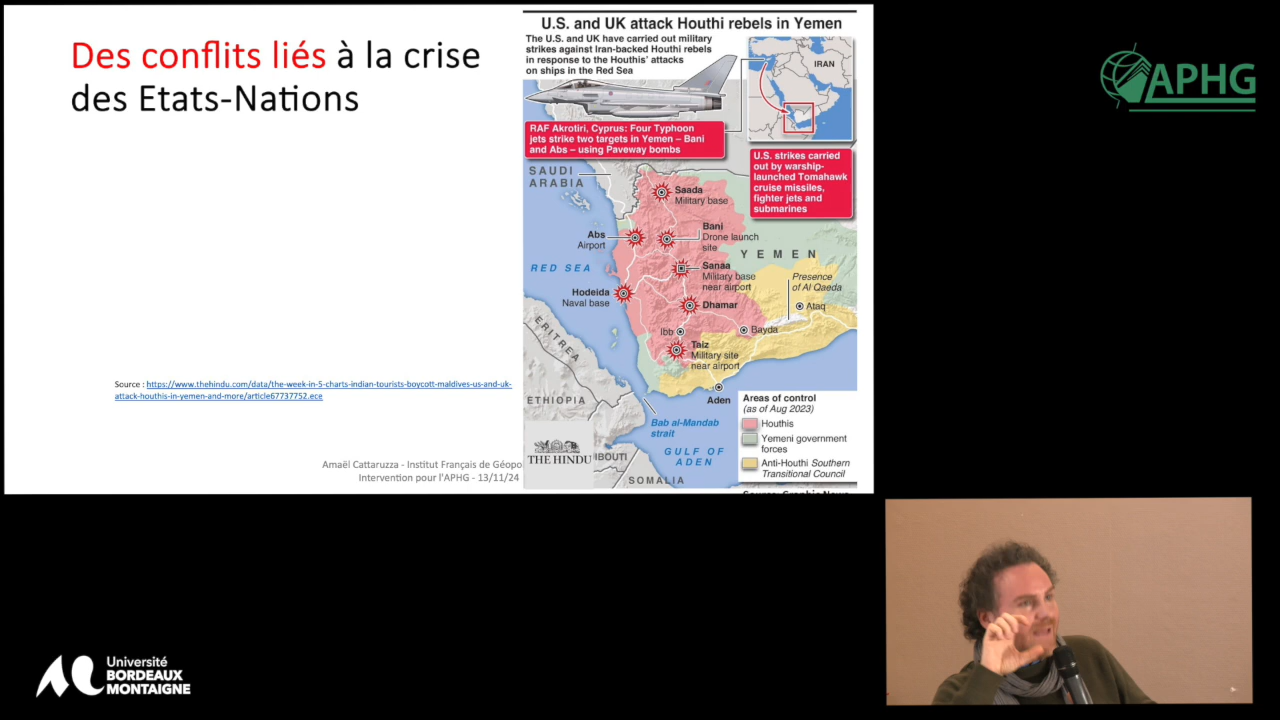 Des conflits liés à la crise
des Etats-Nations
Source : https://www.thehindu.com/data/the-week-in-5-charts-indian-tourists-boycott-maldives-us-and-uk-
attack-houthis-in-yemen-and-more/article67737752.ece
Amaël Cattaruzza - Institut Français de Géopo
Intervention pour l'APHG - 13/11/24
U.S. and UK attack Houthi rebels in Yemen
The U.S. and UK have carried out military
strikes against Iran-backed Houthi rebels
in response to the Houthis' attacks
on ships in the Red Sea
IRAN
RAF Akrotiri, Cyprus: Four Typhoon
jets strike two targets in Yemen – Bani
and Abs – using Paveway bombs
U.S. strikes carried
out by warship-
launched Tomahawk
cruise missiles,
fighter jets and
submarines
SAUDI
ARABIA
Saada
Military base
Abs
Airport
Bani
Drone launch
site
YEMEN
RED SEA
Sanaa
Military base
near airport
Presence
of Al Qaeda
Hodeida
Naval base
Dhamar
Ataq
Ibb
Bayda
ERITREA
Taiz
Military site
near airport
ETHIOPIA
Aden
Bab al-Mandab
strait
GULF OF
ADEN
THE HINDU
IBOUTI
SOMALIA
Areas of control
(as of Aug 2023)
Houthis
Yemeni government
forces
Anti-Houthi Southern
Transitional Council
Source: Graphic News
APHG
Université
BORDEAUX
MONTAIGNE